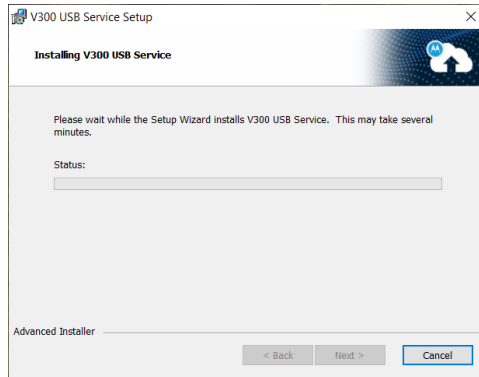 V300 USB Service Setup
Installing V300 USB Service
Please wait while the Setup Wizard installs V300 USB Service. This may take several
minutes.
Status:
Advanced Installer
< Back Next > Cancel